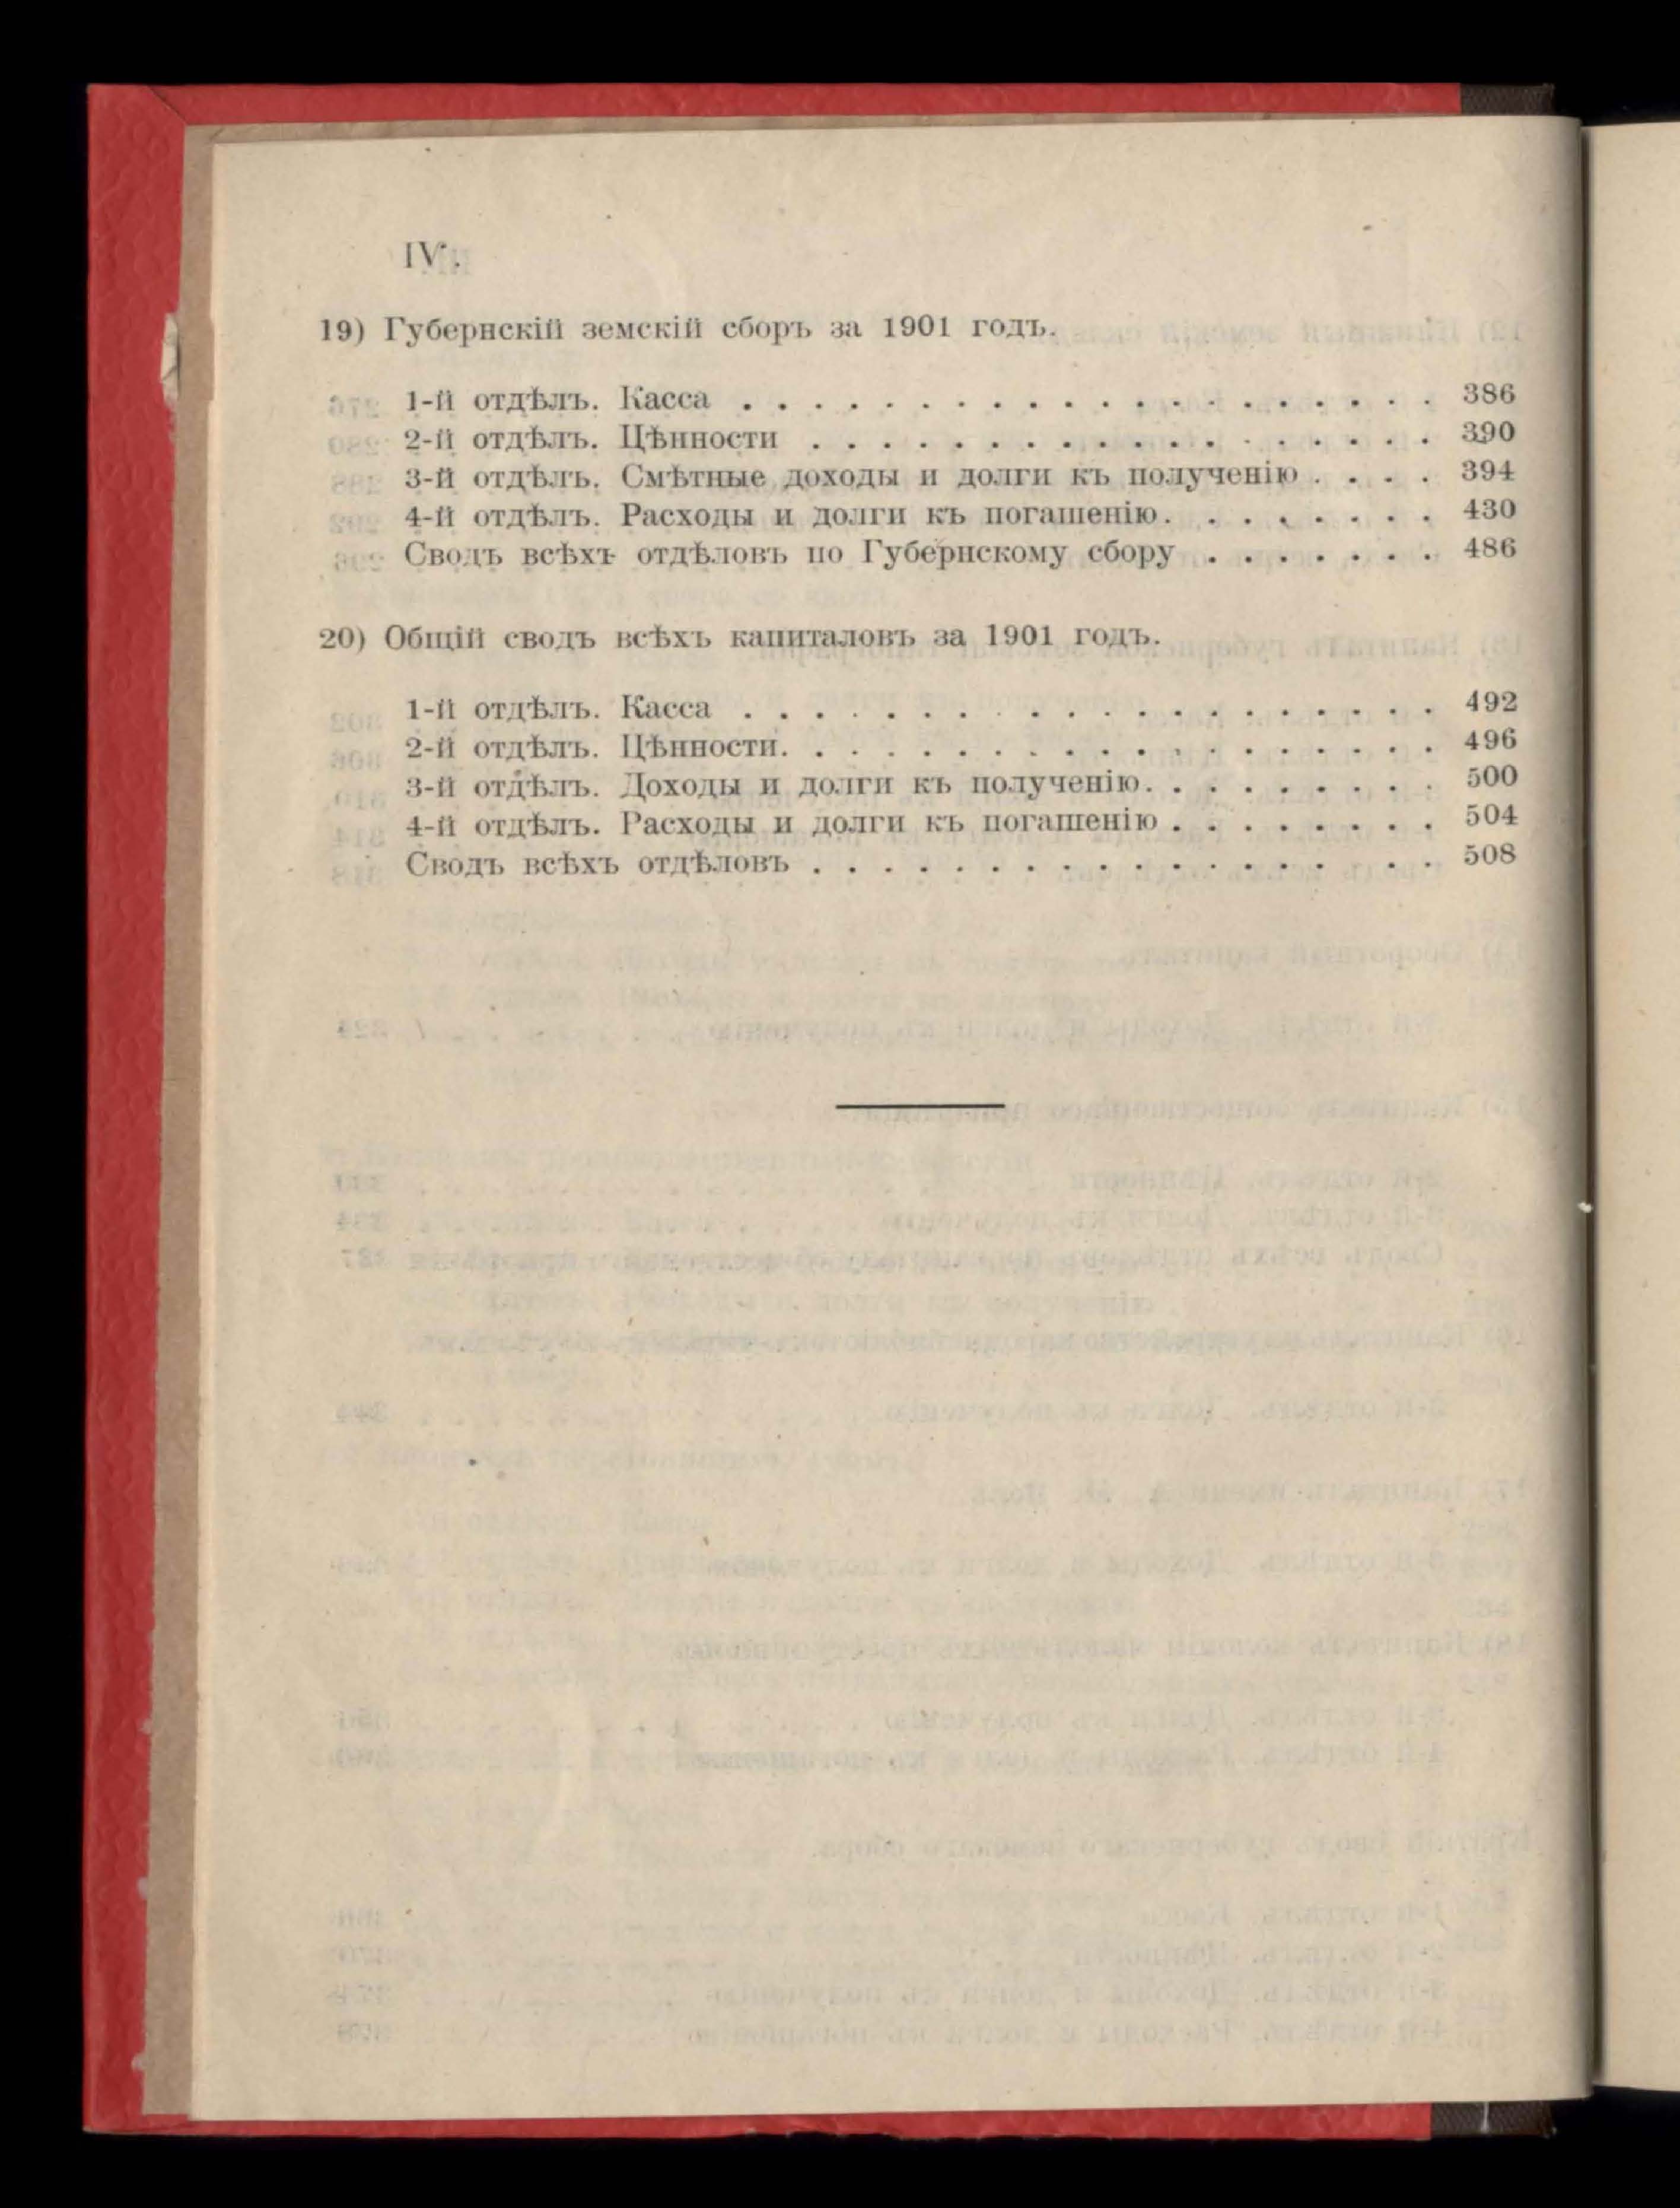 IV.
19) Губернскій земскій сборъ за 1901 годъ.
1-й отдѣлъ. Касса . . . . . . . . . . . . . . . . . . . . 386
2-й отдѣлъ. Цѣнности . . . . . . . . . . . . . . . . . . 390
3-й отдѣлъ. Смѣтные доходы и долги къ полученію . . . . 394
4-й отдѣлъ. Расходы и долги къ погашенію. . . . . . . . 430
Сводъ всѣхъ отдѣловъ по Губернскому сбору . . . . . . . 486
20) Общій сводъ всѣхъ капиталовъ за 1901 годъ.
1-й отдѣлъ. Касса . . . . . . . . . . . . . . . . . . . . 492
2-й отдѣлъ. Цѣнности. . . . . . . . . . . . . . . . . . . 496
3-й отдѣлъ. Доходы и долги къ полученію. . . . . . . . . 500
4-й отдѣлъ. Расходы и долги къ погашенію . . . . . . . . 504
Сводъ всѣхъ отдѣловъ . . . . . . . . . . . . . . . . . . 508